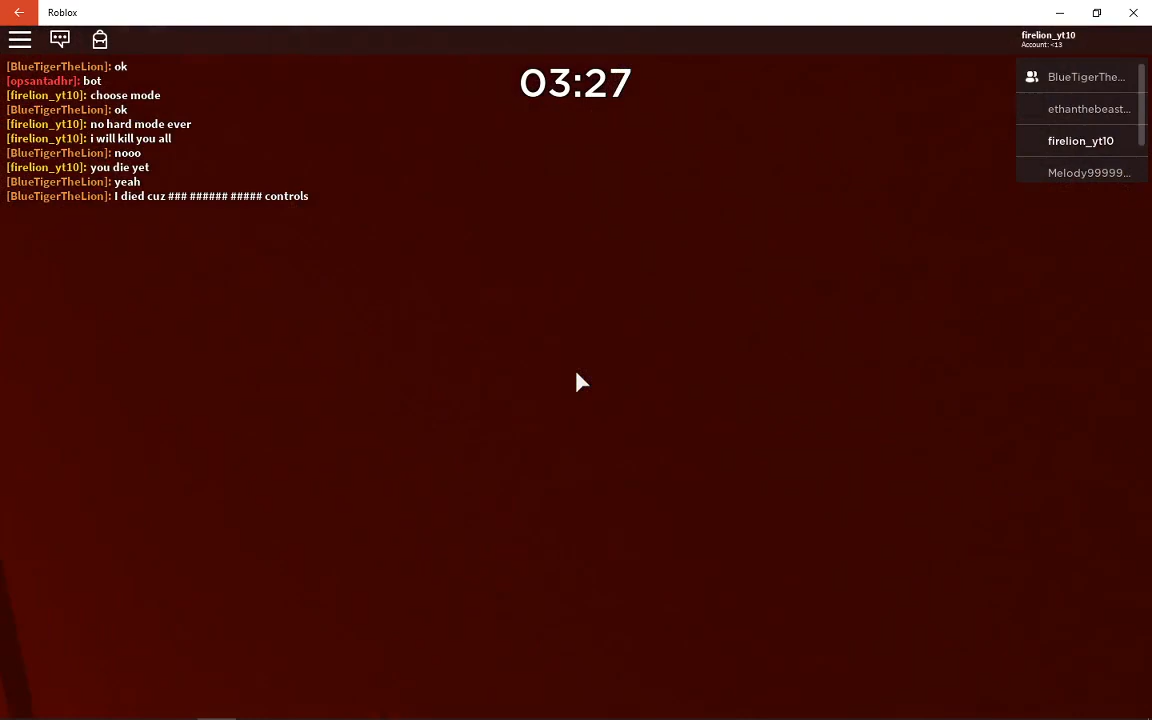 Roblox
firelion_yt10
Account: <13
03:27
[BlueTigerTheLion]: ok
[opsantadhr]: bot
[firelion_yt10]: choose mode
[BlueTigerTheLion]: ok
[firelion_yt10]: no hard mode ever
[firelion_yt10]: i will kill you all
[BlueTigerTheLion]: nooo
[firelion_yt10]: you die yet
[BlueTigerTheLion]: yeah
[BlueTigerTheLion]: I died cuz ### ###### ##### controls
BlueTigerThe...
ethanthebeast...
firelion_yt10
Melody99999...